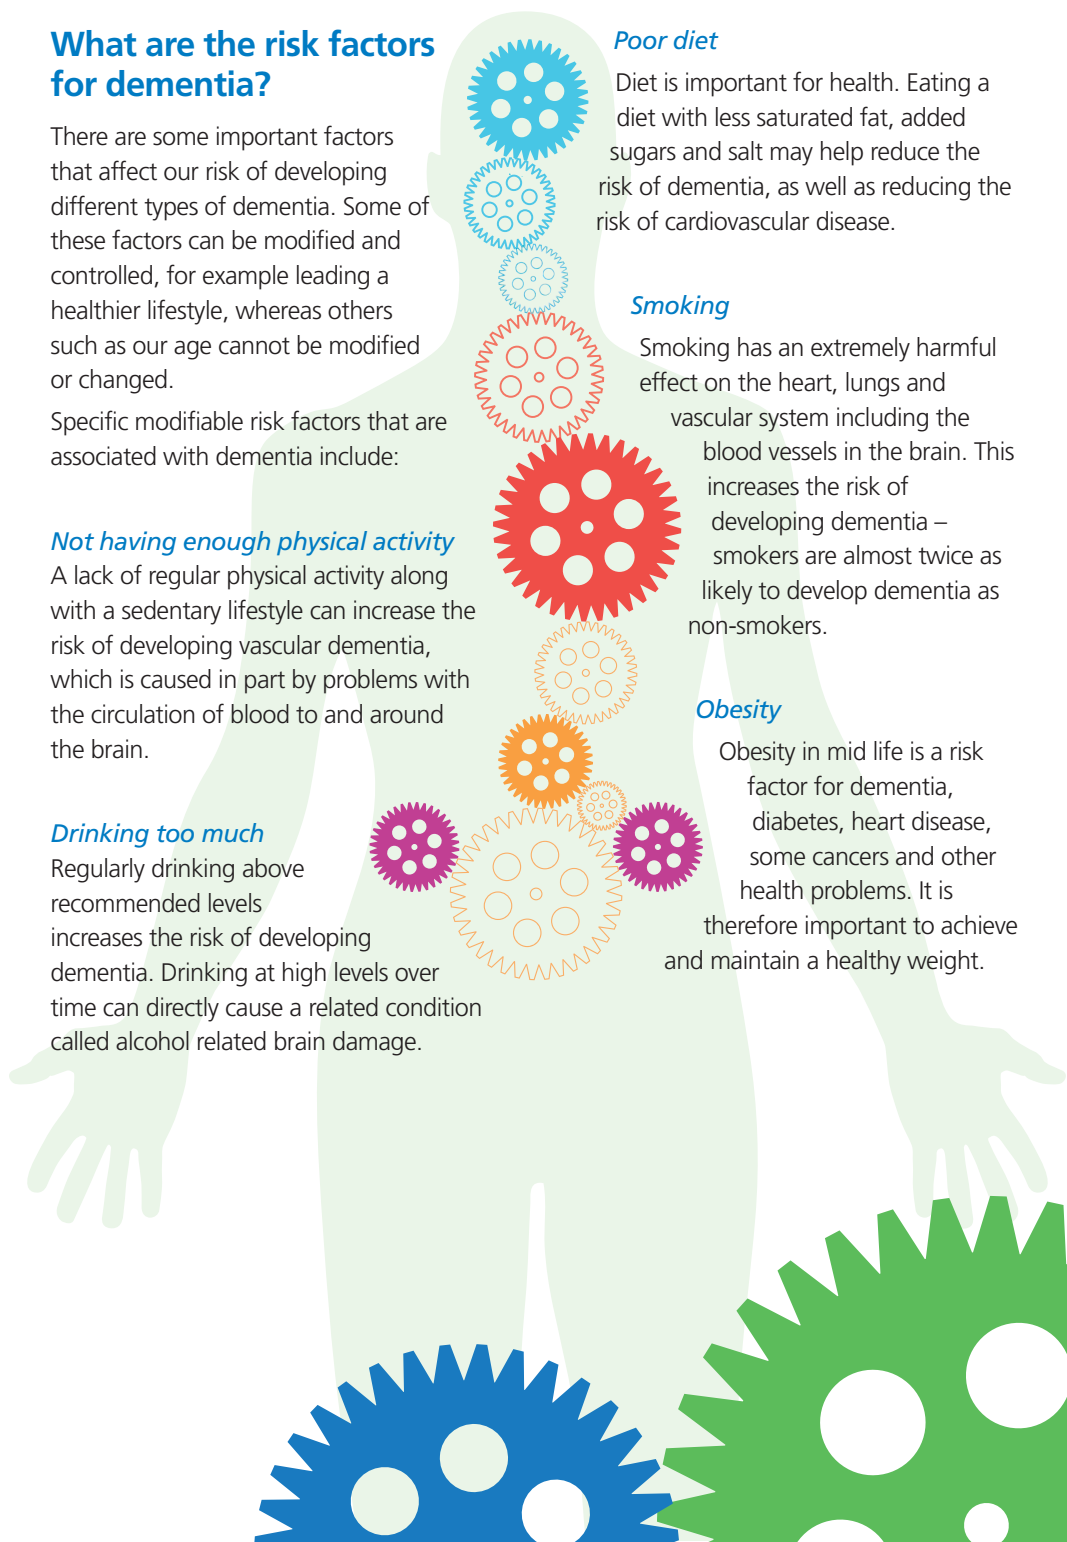 What are the risk factors
for dementia?
There are some important factors
that affect our risk of developing
different types of dementia. Some of
these factors can be modified and
controlled, for example leading a
healthier lifestyle, whereas others
such as our age cannot be modified
or changed.
Specific modifiable risk factors that are
associated with dementia include:
Not having enough physical activity
A lack of regular physical activity along
with a sedentary lifestyle can increase the
risk of developing vascular dementia,
which is caused in part by problems with
the circulation of blood to and around
the brain.
Drinking too much
Regularly drinking above
recommended levels
increases the risk of developing
dementia. Drinking at high levels over
time can directly cause a related condition
called alcohol related brain damage.
Poor diet
Diet is important for health. Eating a
diet with less saturated fat, added
sugars and salt may help reduce the
risk of dementia, as well as reducing the
risk of cardiovascular disease.
Smoking
Smoking has an extremely harmful
effect on the heart, lungs and
vascular system including the
blood vessels in the brain. This
increases the risk of
developing dementia –
smokers are almost twice as
likely to develop dementia as
non-smokers.
Obesity
Obesity in mid life is a risk
factor for dementia,
diabetes, heart disease,
some cancers and other
health problems. It is
therefore important to achieve
and maintain a healthy weight.